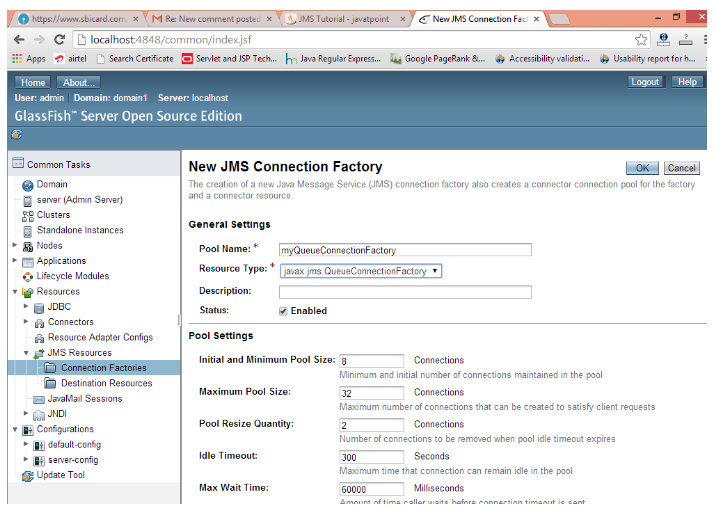 https://www.sbicard.com. × Re: New comment posted × JMS Tutorial - javatpoint × New JMS Connection Fact ×
localhost:4848/common/index.jsf
Apps airtel Search Certificate Servlet and JSP Tech... Java Regular Express... Google PageRank &... Accessibility validati... Usability report for h...
Home About... Logout Help
User: admin Domain: domain1 Server: localhost
GlassFish™ Server Open Source Edition
Common Tasks
Domain
server (Admin Server)
Clusters
Standalone Instances
Nodes
Applications
Lifecycle Modules
Resources
JDBC
Connectors
Resource Adapter Configs
JMS Resources
Connection Factories
Destination Resources
JavaMail Sessions
JNDI
Configurations
default-config
server-config
Update Tool
New JMS Connection Factory
OK Cancel
The creation of a new Java Message Service (JMS) connection factory also creates a connector connection pool for the factory
and a connector resource.
General Settings
Pool Name: * myQueueConnectionFactory
Resource Type: * javax.jms.QueueConnectionFactory
Description:
Status: Enabled
Pool Settings
Initial and Minimum Pool Size: 8 Connections
Minimum and initial number of connections maintained in the pool
Maximum Pool Size: 32 Connections
Maximum number of connections that can be created to satisfy client requests
Pool Resize Quantity: 2 Connections
Number of connections to be removed when pool idle timeout expires
Idle Timeout: 300 Seconds
Maximum time that connection can remain idle in the pool
Max Wait Time: 60000 Milliseconds
Amount of time caller waits before connection timeout is sent